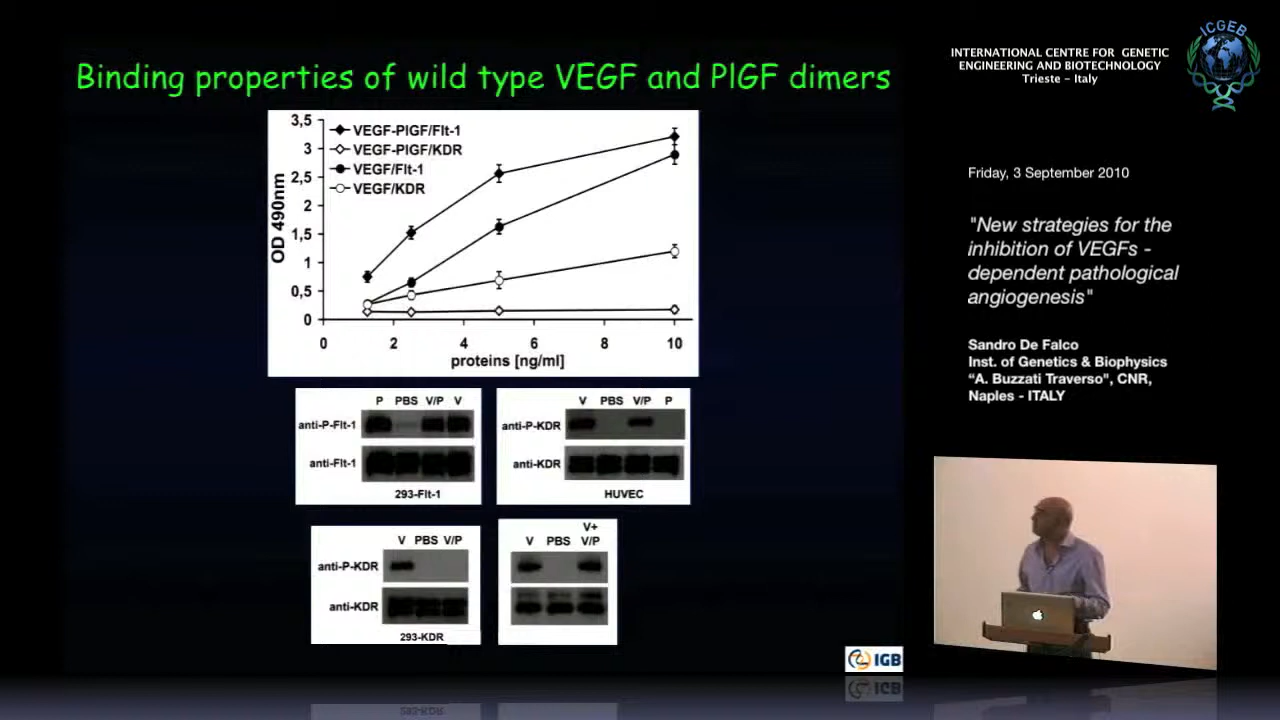 Binding properties of wild type VEGF and PlGF dimers
3,5
3
2,5
2
1,5
1
0,5
0
OD 490nm
VEGF-PlGF/Flt-1
VEGF-PlGF/KDR
VEGF/Flt-1
VEGF/KDR
0 2 4 6 8 10
proteins [ng/ml]
P PBS V/P V
anti-P-Flt-1
anti-Flt-1
293-Flt-1
V PBS V/P P
anti-P-KDR
anti-KDR
HUVEC
V PBS V/P
anti-P-KDR
anti-KDR
293-KDR
V+
V PBS V/P
IGB
INTERNATIONAL CENTRE FOR GENETIC
ENGINEERING AND BIOTECHNOLOGY
Trieste - Italy
ICGEB
Friday, 3 September 2010
"New strategies for the
inhibition of VEGFs -
dependent pathological
angiogenesis"
Sandro De Falco
Inst. of Genetics & Biophysics
“A. Buzzati Traverso", CNR,
Naples - ITALY